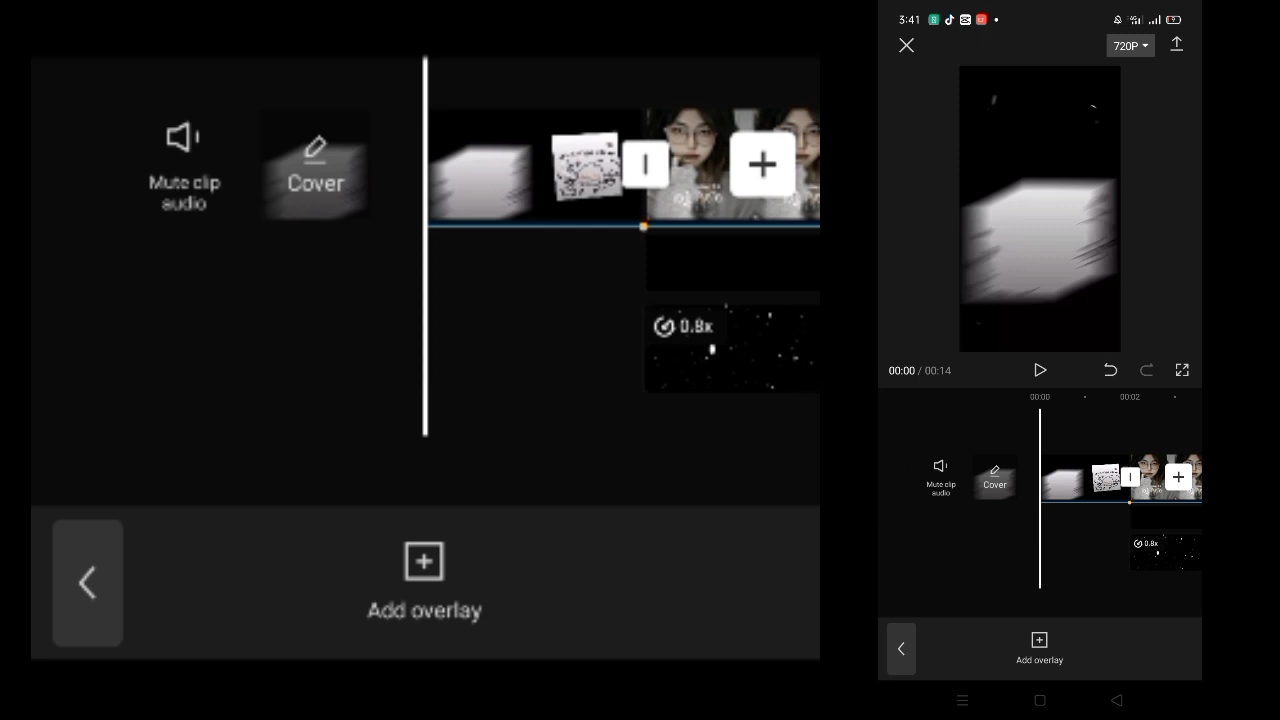 Mute clip
audio
Cover
0.8x
Add overlay
3:41
720P
00:00 / 00:14
00:00
00:02
Mute clip
audio
Cover
0.8x
Add overlay